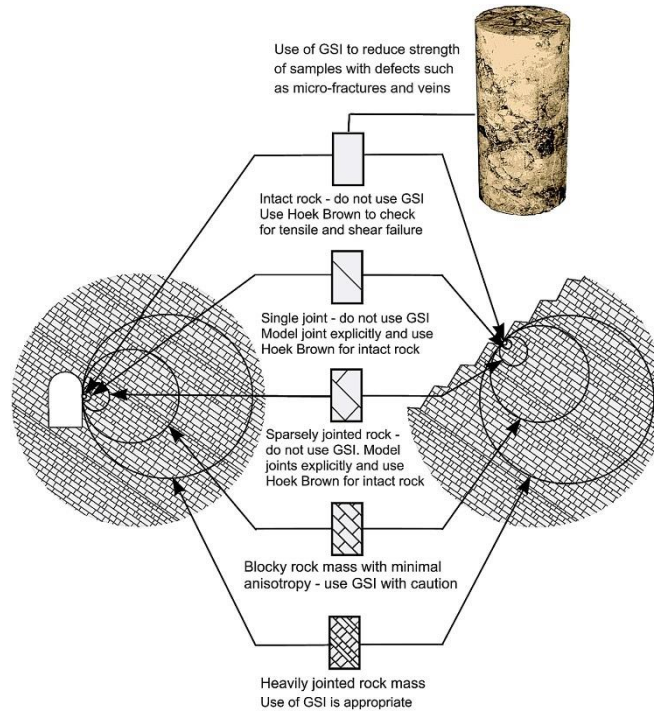 Use of GSI to reduce strength
of samples with defects such
as micro-fractures and veins
Intact rock - do not use GSI
Use Hoek Brown to check
for tensile and shear failure
Single joint - do not use GSI
Model joint explicitly and use
Hoek Brown for intact rock
Sparsely jointed rock -
do not use GSI. Model
joints explicitly and use
Hoek Brown for intact rock
Blocky rock mass with minimal
anisotropy - use GSI with caution
Heavily jointed rock mass
Use of GSI is appropriate